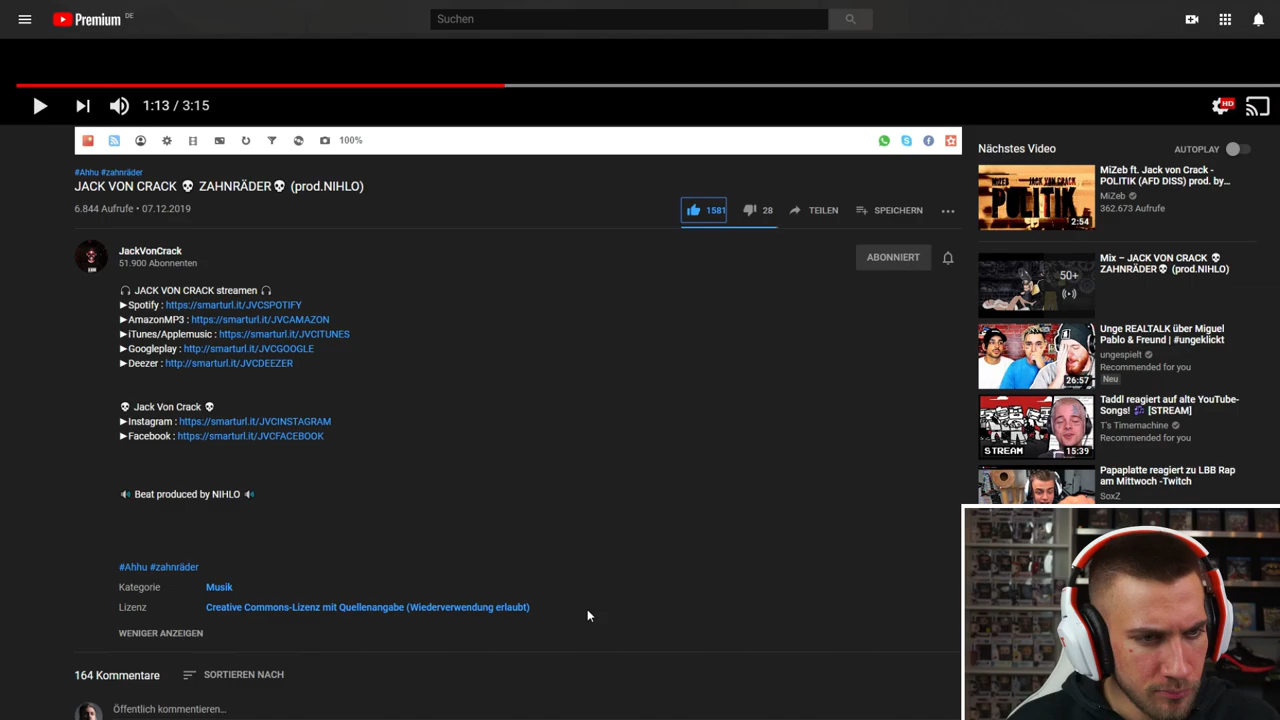 Premium DE
Suchen
1:13 / 3:15
HD
100%
#Ahhu #zahnräder
JACK VON CRACK 💀 ZAHNRÄDER💀 (prod.NIHLO)
6.844 Aufrufe • 07.12.2019
1581
28
TEILEN
SPEICHERN
JackVonCrack
51.900 Abonnenten
ABONNIERT
🎧 JACK VON CRACK streamen 🎧
►Spotify : https://smarturl.it/JVCSPOTIFY
►AmazonMP3 : https://smarturl.it/JVCAMAZON
►iTunes/Applemusic : https://smarturl.it/JVCITUNES
►Googleplay : http://smarturl.it/JVCGOOGLE
►Deezer : http://smarturl.it/JVCDEEZER
💀 Jack Von Crack 💀
►Instagram : https://smarturl.it/JVCINSTAGRAM
►Facebook : https://smarturl.it/JVCFACEBOOK
🔊 Beat produced by NIHLO 🔊
#Ahhu #zahnräder
Kategorie Musik
Lizenz Creative Commons-Lizenz mit Quellenangabe (Wiederverwendung erlaubt)
WENIGER ANZEIGEN
164 Kommentare
SORTIEREN NACH
Öffentlich kommentieren...
Nächstes Video
AUTOPLAY
MiZeb JACK VON CRACK
POLITIK
2:54
MiZeb ft. Jack von Crack -
POLITIK (AFD DISS) prod. by...
MiZeb
362.673 Aufrufe
50+
Mix – JACK VON CRACK 💀
ZAHNRÄDER💀 (prod.NIHLO)
26:57
Unge REALTALK über Miguel
Pablo & Freund | #ungeklickt
ungespielt
Recommended for you
Neu
STREAM
15:39
Taddl reagiert auf alte YouTube-
Songs! [STREAM]
T's Timemachine
Recommended for you
Papaplatte reagiert zu LBB Rap
am Mittwoch -Twitch
SoxZ